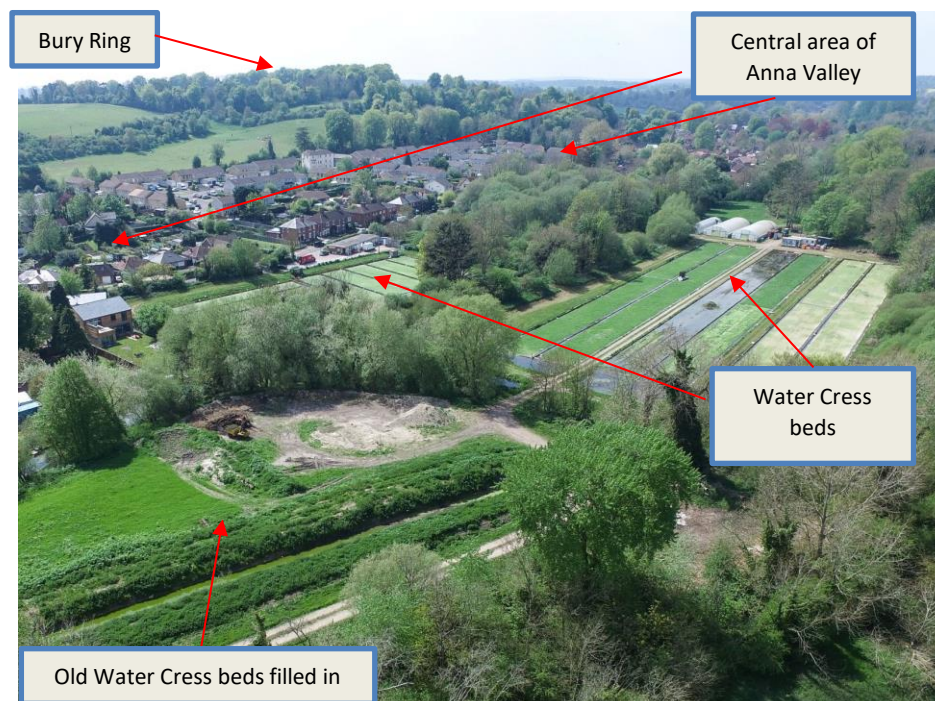 Bury Ring
Central area of
Anna Valley
Water Cress
beds
Old Water Cress beds filled in